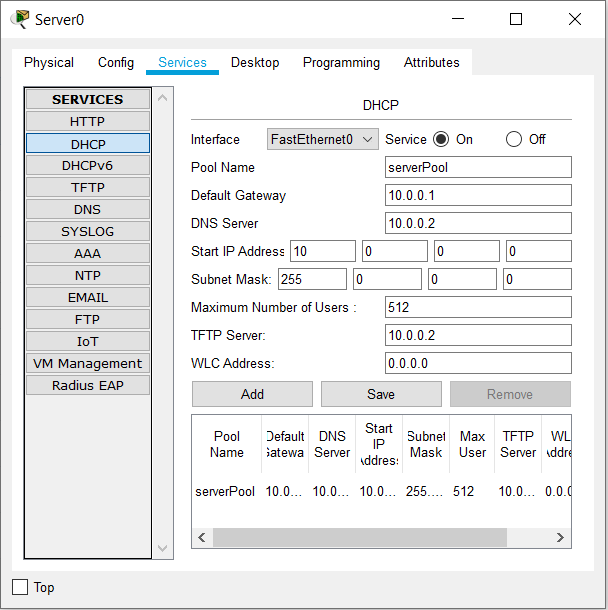 Server0
Physical Config Services Desktop Programming Attributes
SERVICES
HTTP
DHCP
DHCPv6
TFTP
DNS
SYSLOG
AAA
NTP
EMAIL
FTP
IoT
VM Management
Radius EAP
DHCP
Interface FastEthernet0 Service On Off
Pool Name serverPool
Default Gateway 10.0.0.1
DNS Server 10.0.0.2
Start IP Address 10 0 0 0
Subnet Mask: 255 0 0 0
Maximum Number of Users : 512
TFTP Server: 10.0.0.2
WLC Address: 0.0.0.0
Add Save Remove
Pool Name Default Gatewa DNS Server Start IP Addres Subnet Mask Max User TFTP Server WL Addre
serverPool 10.0... 10.0... 10.0... 255.... 512 10.0... 0.0.0
Top